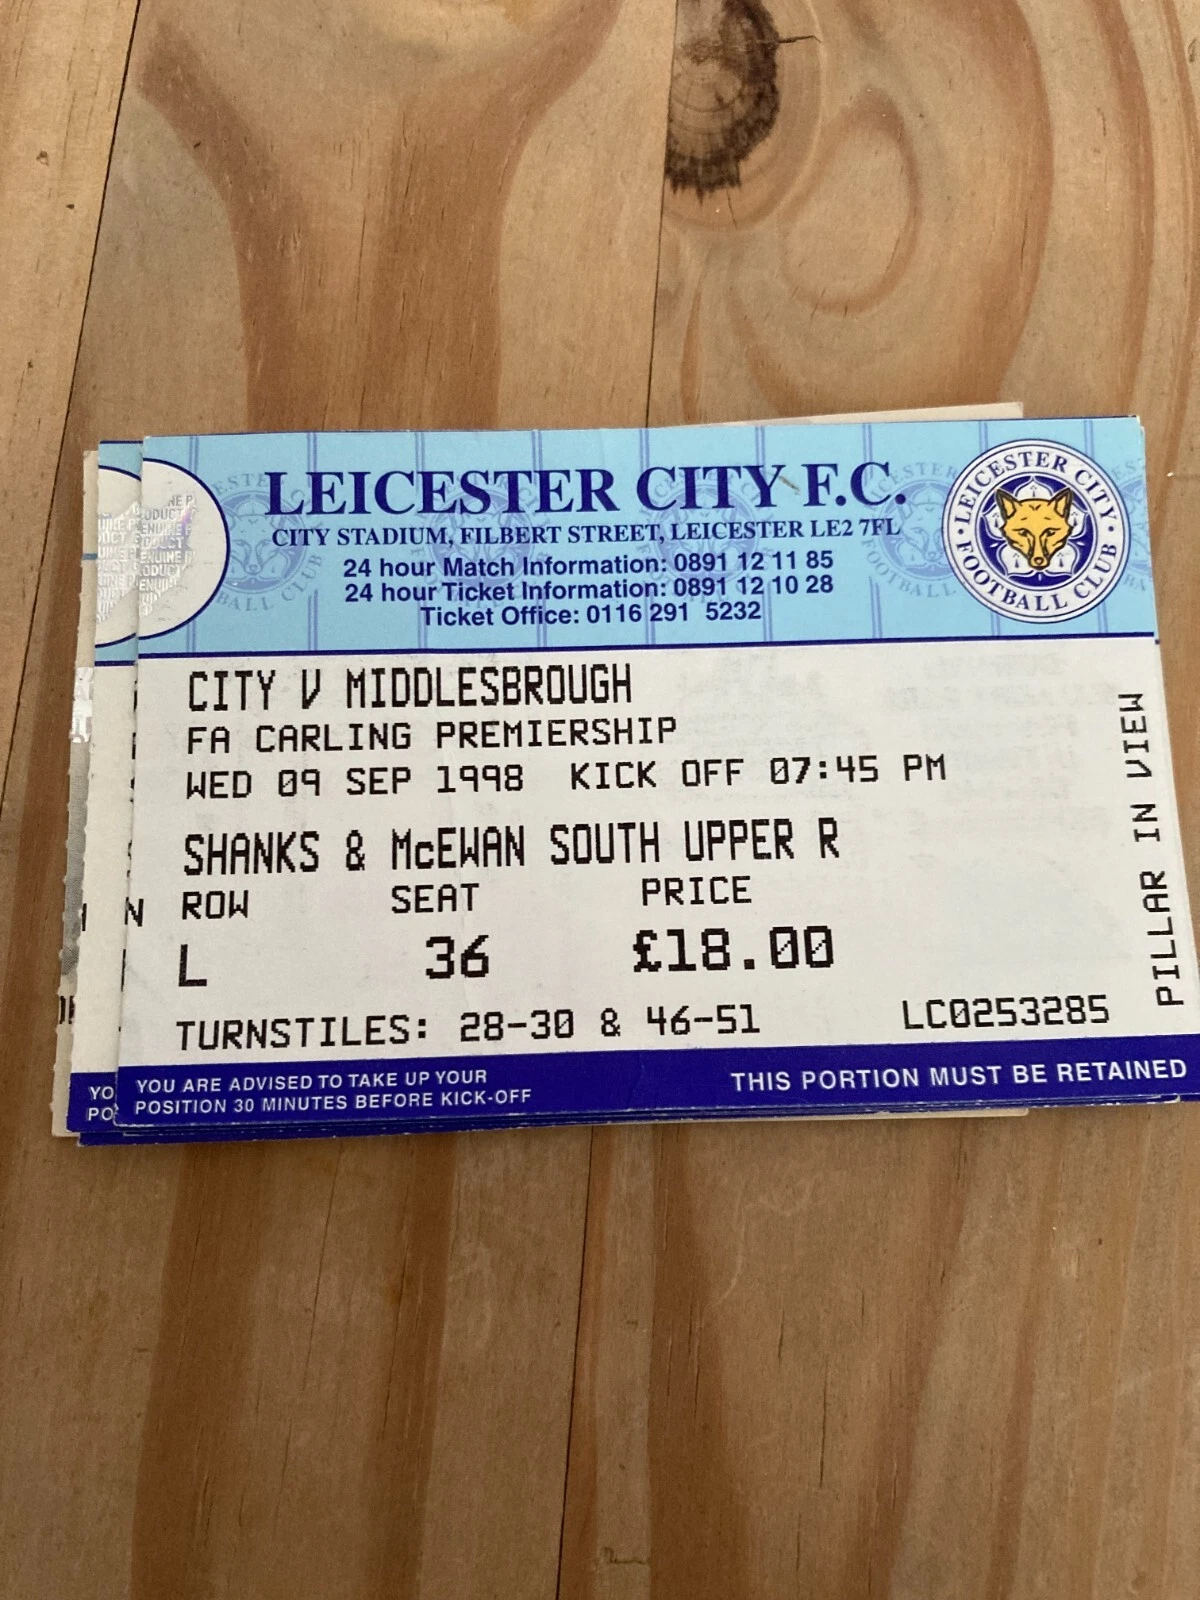 LEICESTER CITY F.C.
CITY STADIUM, FILBERT STREET, LEICESTER LE2 7FL
24 hour Match Information: 0891 12 11 85
24 hour Ticket Information: 0891 12 10 28
Ticket Office: 0116 291 5232
LEICESTER CITY
FOOTBALL CLUB
CITY V MIDDLESBROUGH
FA CARLING PREMIERSHIP
WED 09 SEP 1998 KICK OFF 07:45 PM
SHANKS & McEWAN SOUTH UPPER R
ROW SEAT PRICE
L 36 £18.00
TURNSTILES: 28-30 & 46-51 LC0253285
PILLAR IN VIEW
YOU ARE ADVISED TO TAKE UP YOUR
POSITION 30 MINUTES BEFORE KICK-OFF
THIS PORTION MUST BE RETAINED
YO
PO
N